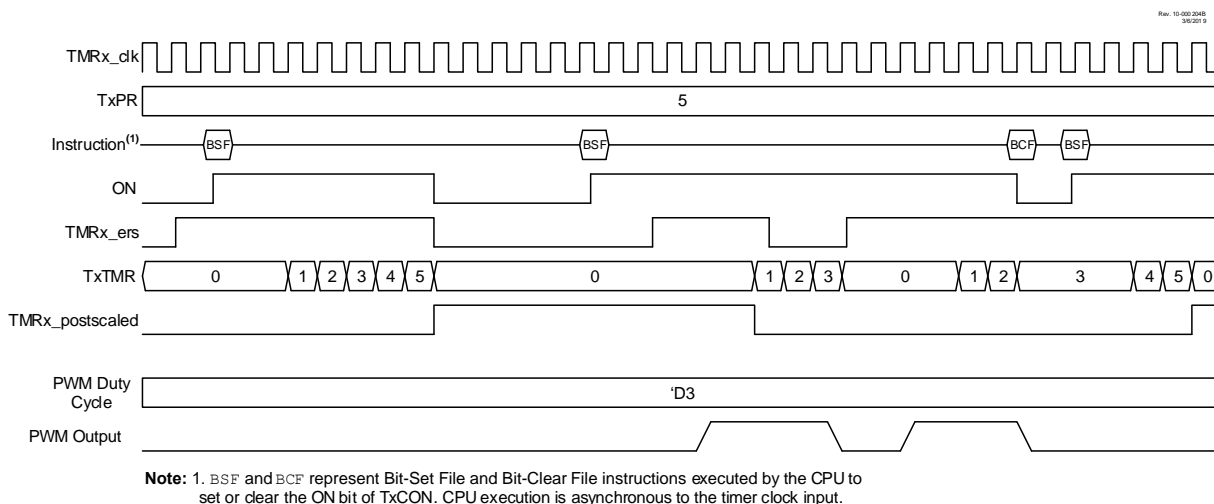 Rev. 10-000 204B
3/6/201 9
TMRx_clk
TxPR
5
Instruction(1)
BSF
BSF
BCF
BSF
ON
TMRx_ers
TxTMR
0
1
2
3
4
5
0
1
2
3
0
1
2
3
4
5
0
TMRx_postscaled
PWM Duty
Cycle
'D3
PWM Output
Note: 1. BSF and BCF represent Bit-Set File and Bit-Clear File instructions executed by the CPU to
set or clear the ON bit of TxCON. CPU execution is asynchronous to the timer clock input.